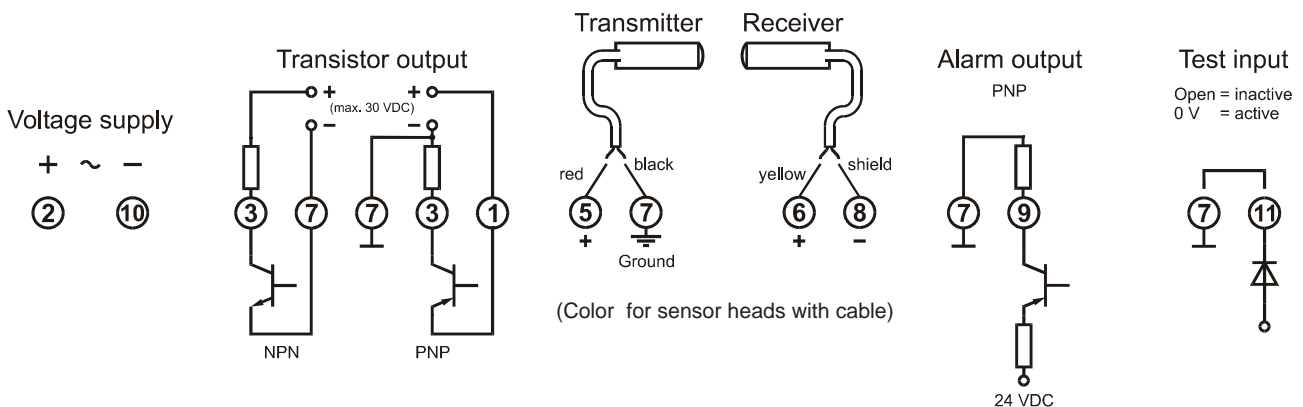 Voltage supply
+ ~ −
2 10
Transistor output
+ +
(max. 30 VDC)
− −
3 7 7 3 1
NPN PNP
Transmitter Receiver
red black yellow shield
5 7 6 8
+ + −
Ground
(Color for sensor heads with cable)
Alarm output
PNP
7 9
24 VDC
Test input
Open = inactive
0 V = active
7 11